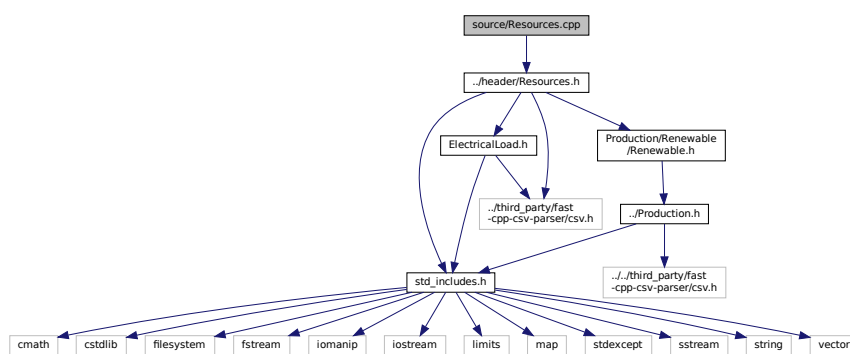 source/Resources.cpp
../header/Resources.h
ElectricalLoad.h
Production/Renewable
/Renewable.h
../third_party/fast
-cpp-csv-parser/csv.h
../Production.h
../../third_party/fast
-cpp-csv-parser/csv.h
std_includes.h
cmath
cstdlib
filesystem
fstream
iomanip
iostream
limits
map
stdexcept
sstream
string
vector